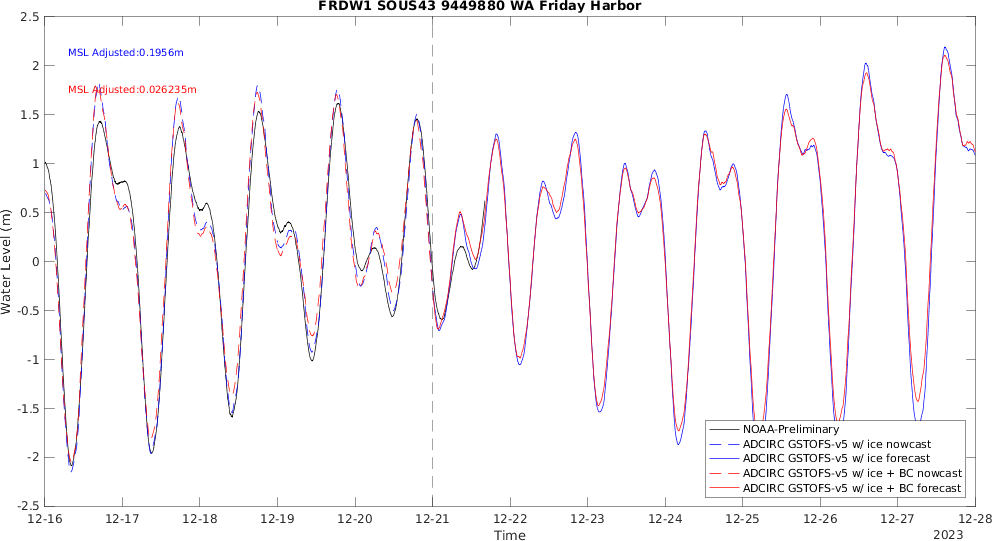 FRDW1 SOUS43 9449880 WA Friday Harbor
MSL Adjusted:0.1956m
MSL Adjusted:0.026235m
Water Level (m)
2.5
2
1.5
1
0.5
0
-0.5
-1
-1.5
-2
-2.5
NOAA-Preliminary
ADCIRC GSTOFS-v5 w/ ice nowcast
ADCIRC GSTOFS-v5 w/ ice forecast
ADCIRC GSTOFS-v5 w/ ice + BC nowcast
ADCIRC GSTOFS-v5 w/ ice + BC forecast
12-16 12-17 12-18 12-19 12-20 12-21 12-22 12-23 12-24 12-25 12-26 12-27 12-28
Time
2023